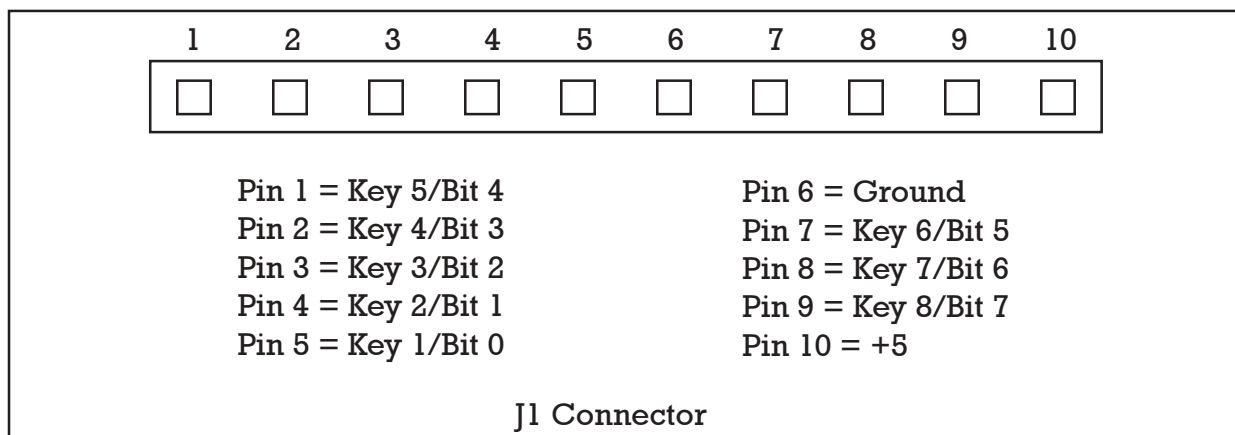 1 2 3 4 5 6 7 8 9 10
Pin 1 = Key 5/Bit 4
Pin 2 = Key 4/Bit 3
Pin 3 = Key 3/Bit 2
Pin 4 = Key 2/Bit 1
Pin 5 = Key 1/Bit 0
Pin 6 = Ground
Pin 7 = Key 6/Bit 5
Pin 8 = Key 7/Bit 6
Pin 9 = Key 8/Bit 7
Pin 10 = +5
J1 Connector